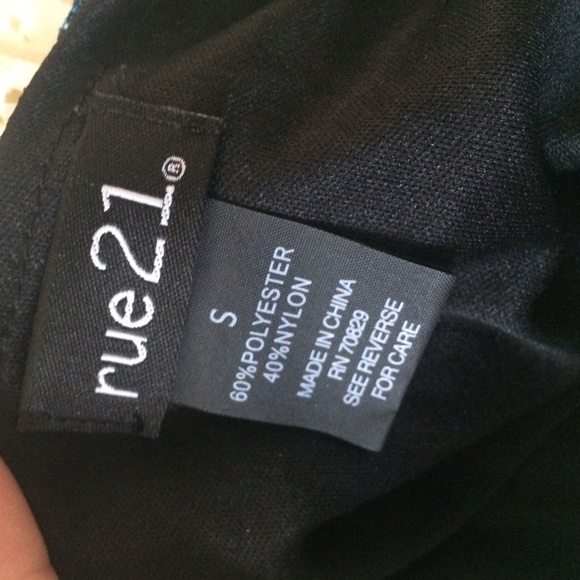 rue21®
S
60%POLYESTER
40%NYLON
MADE IN CHINA
RN 70829
SEE REVERSE
FOR CARE